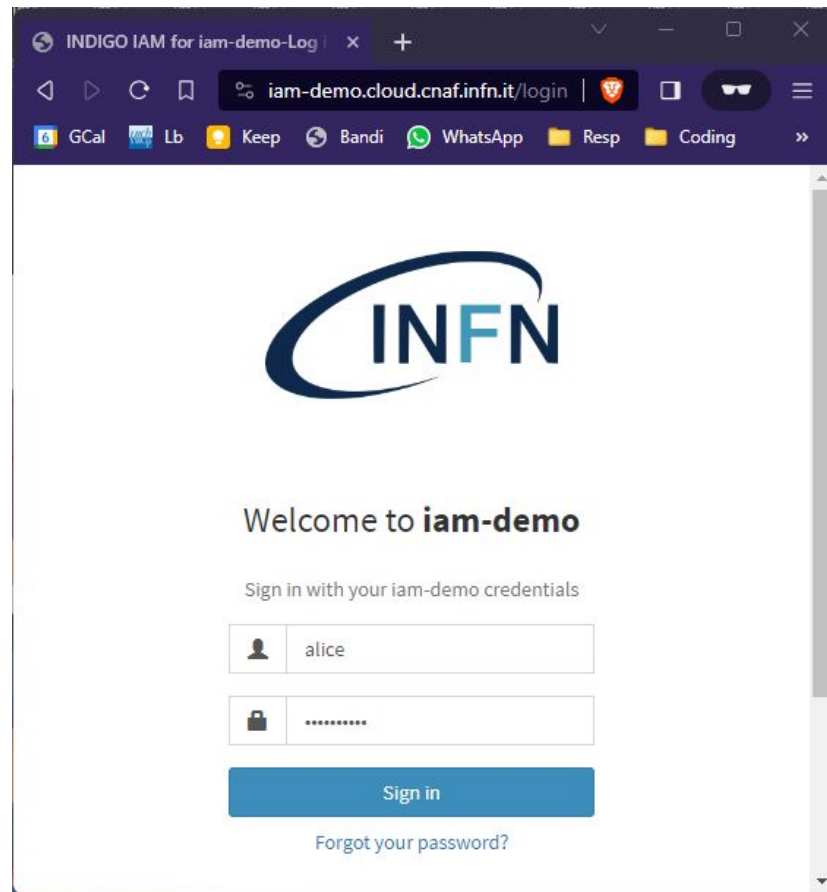 INDIGO IAM for iam-demo-Log i
iam-demo.cloud.cnaf.infn.it/login
6 GCal Lb Keep Bandi WhatsApp Resp Coding »
INFN
Welcome to iam-demo
Sign in with your iam-demo credentials
alice
••••••••••
Sign in
Forgot your password?